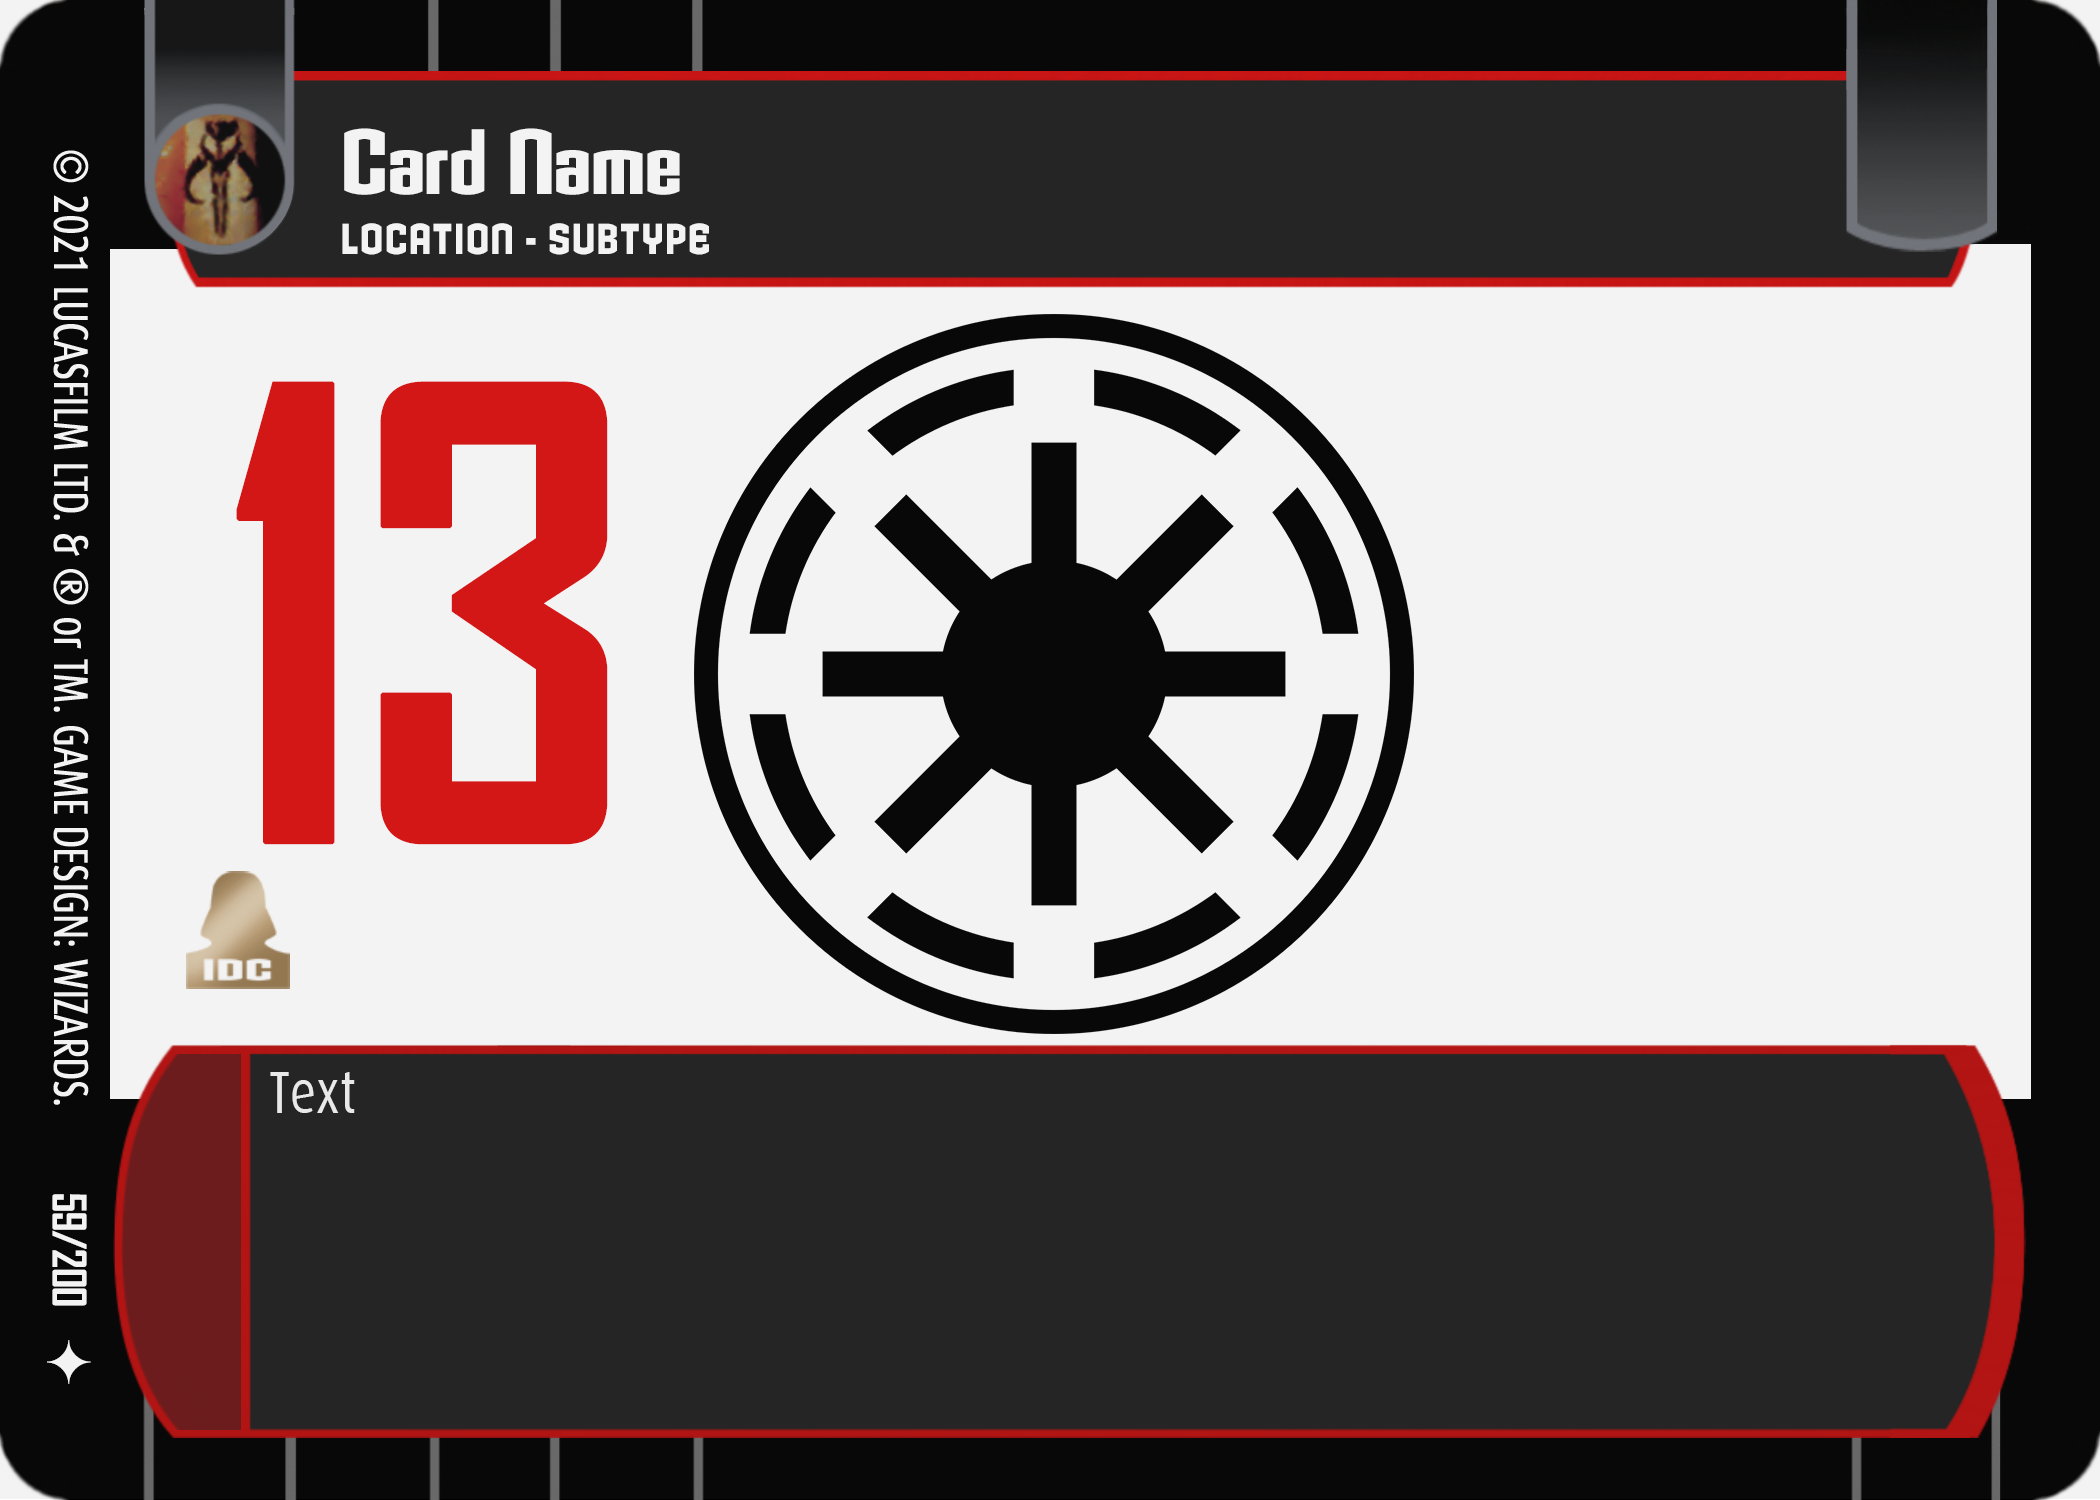 Card Name
LOCATION - SUBTYPE
13
IDC
Text
© 2021 LUCASFILM LTD. & ® or TM. GAME DESIGN: WIZARDS.
59/200